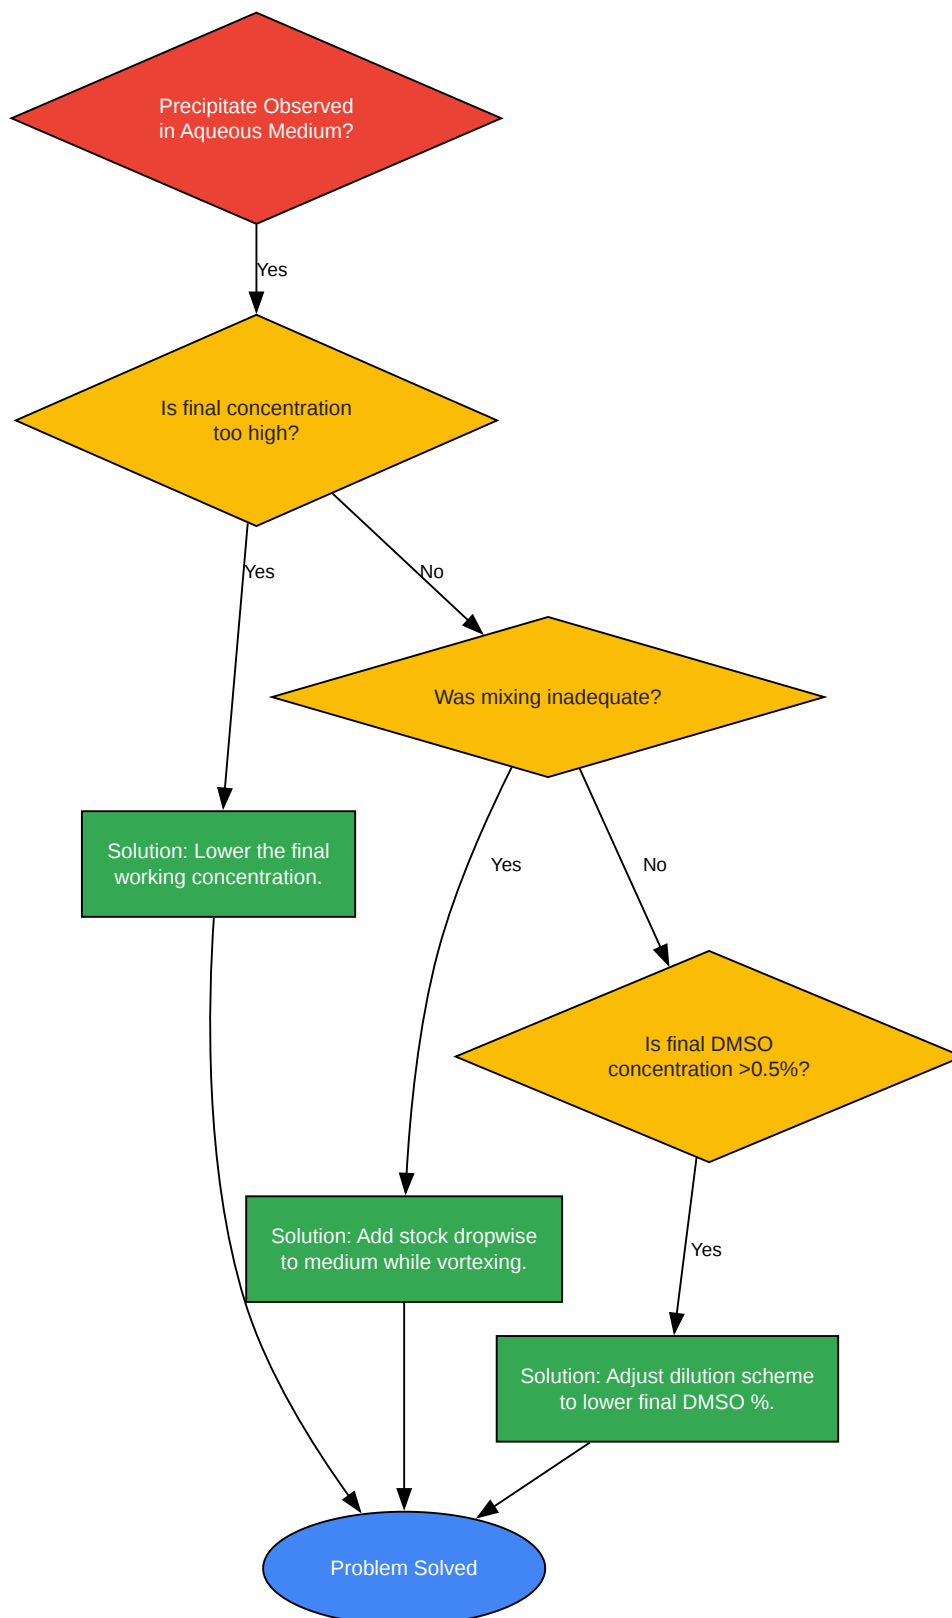 Precipitate Observed
in Aqueous Medium?
Yes
Is final concentration
too high?
Yes
No
Was mixing inadequate?
Solution: Lower the final
working concentration.
Yes
No
Is final DMSO
concentration >0.5%?
Solution: Add stock dropwise
to medium while vortexing.
Yes
Solution: Adjust dilution scheme
to lower final DMSO %.
Problem Solved